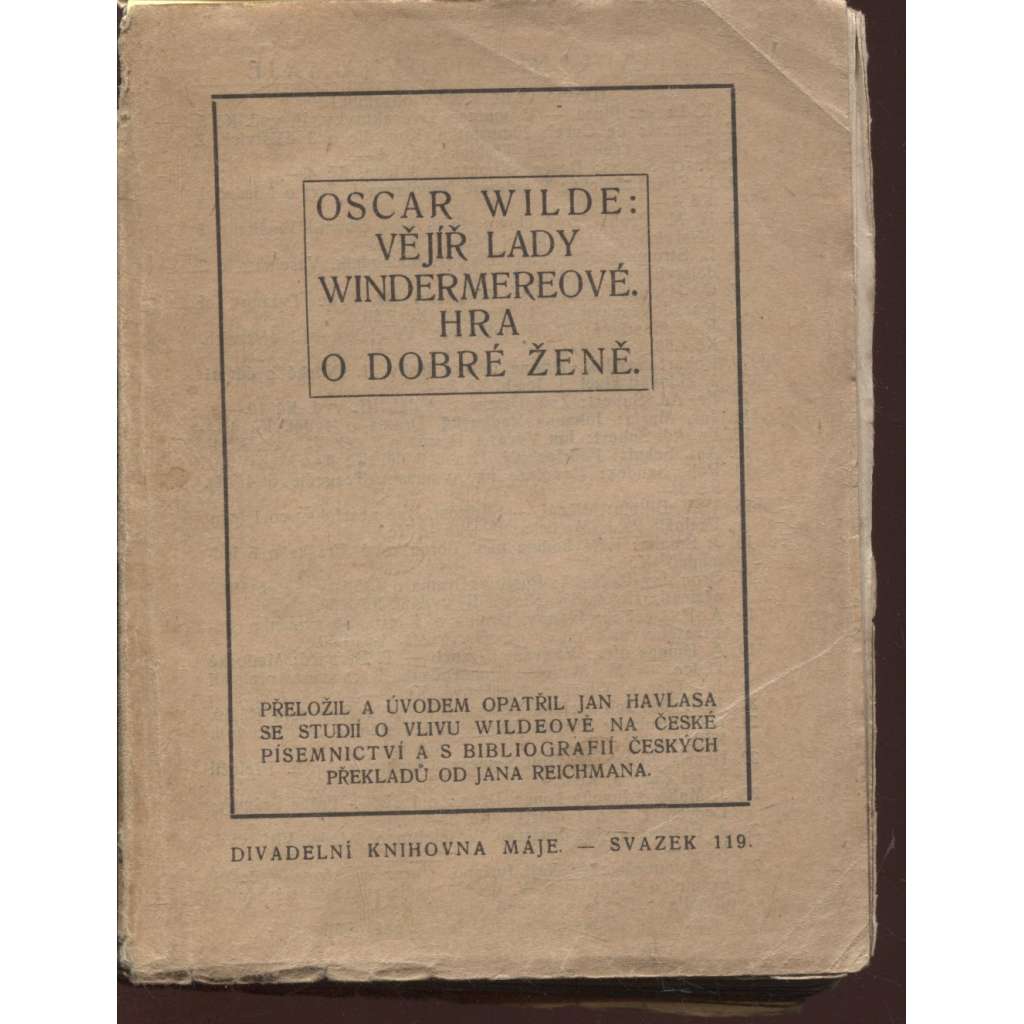 OSCAR WILDE:
VĚJÍŘ LADY
WINDERMEREOVÉ.
HRA
O DOBRÉ ŽENĚ.
PŘELOŽIL A ÚVODEM OPATŘIL JAN HAVLASA
SE STUDIÍ O VLIVU WILDEOVĚ NA ČESKÉ
PÍSEMNICTVÍ A S BIBLIOGRAFIÍ ČESKÝCH
PŘEKLADŮ OD JANA REICHMANA.
DIVADELNÍ KNIHOVNA MÁJE. — SVAZEK 119.